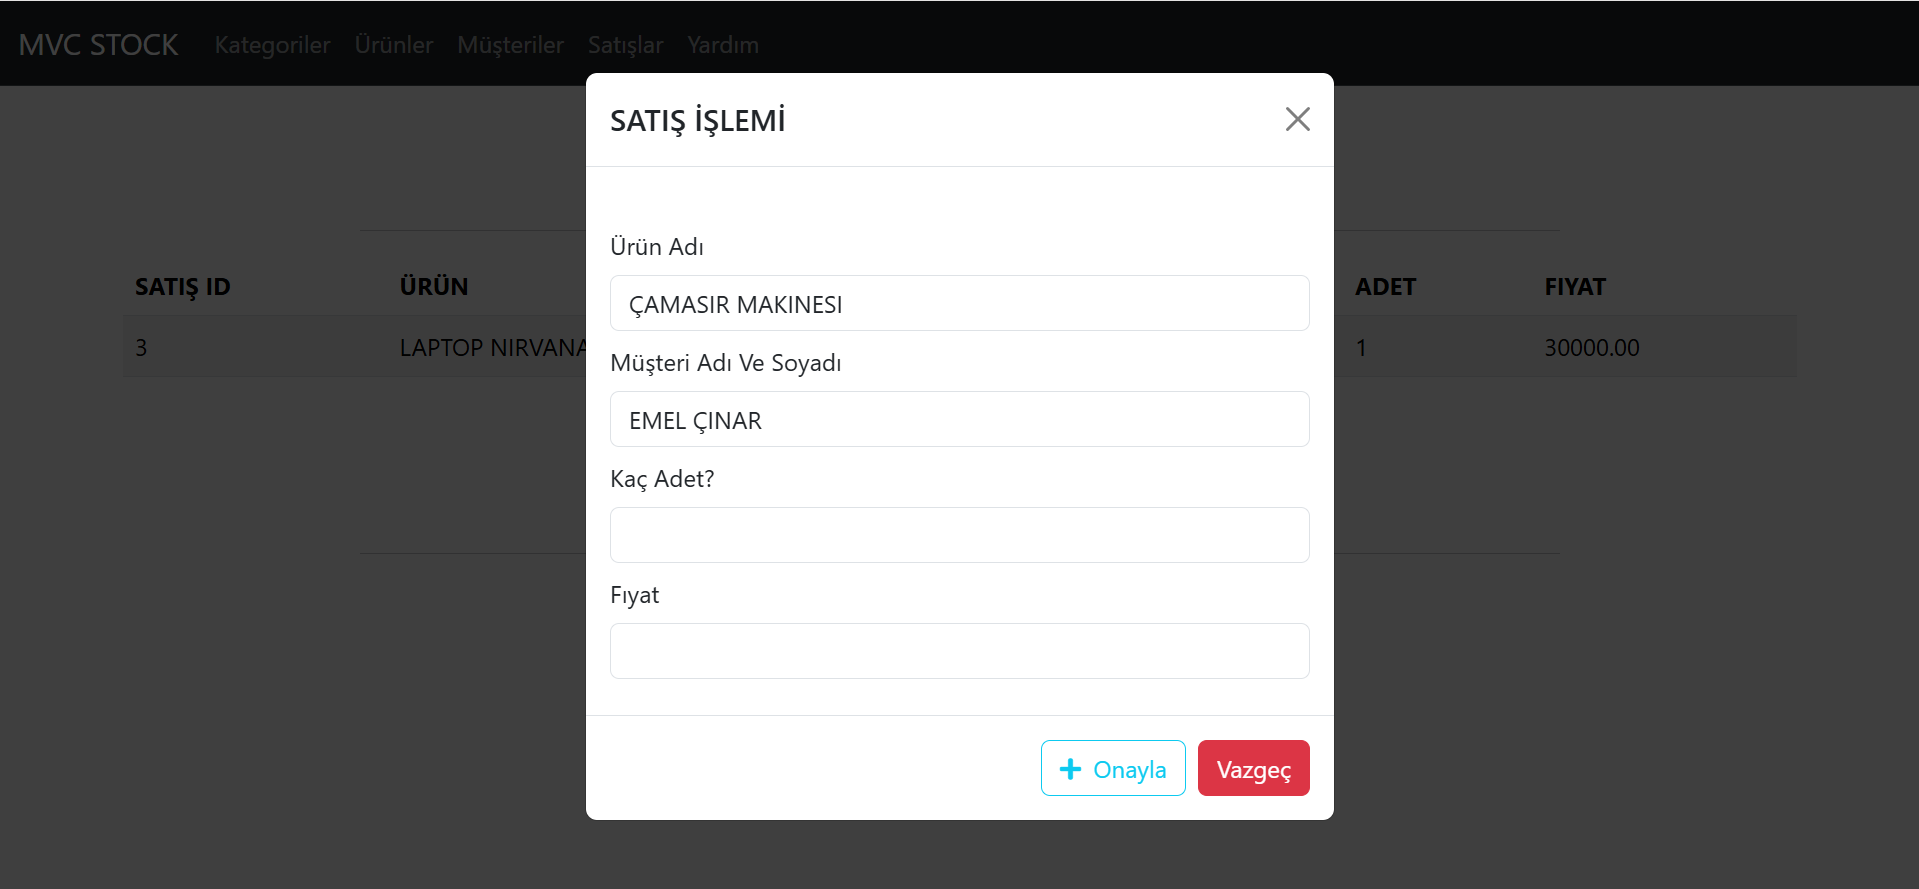 MVC STOCK Kategoriler Ürünler Müşteriler Satışlar Yardım
SATIŞ İŞLEMİ
Ürün Adı
ÇAMASIR MAKINESI
Müşteri Adı Ve Soyadı
EMEL ÇINAR
Kaç Adet?
Fıyat
Onayla Vazgeç
SATIŞ ID ÜRÜN ADET FIYAT
3 LAPTOP NIRVANA 1 30000.00